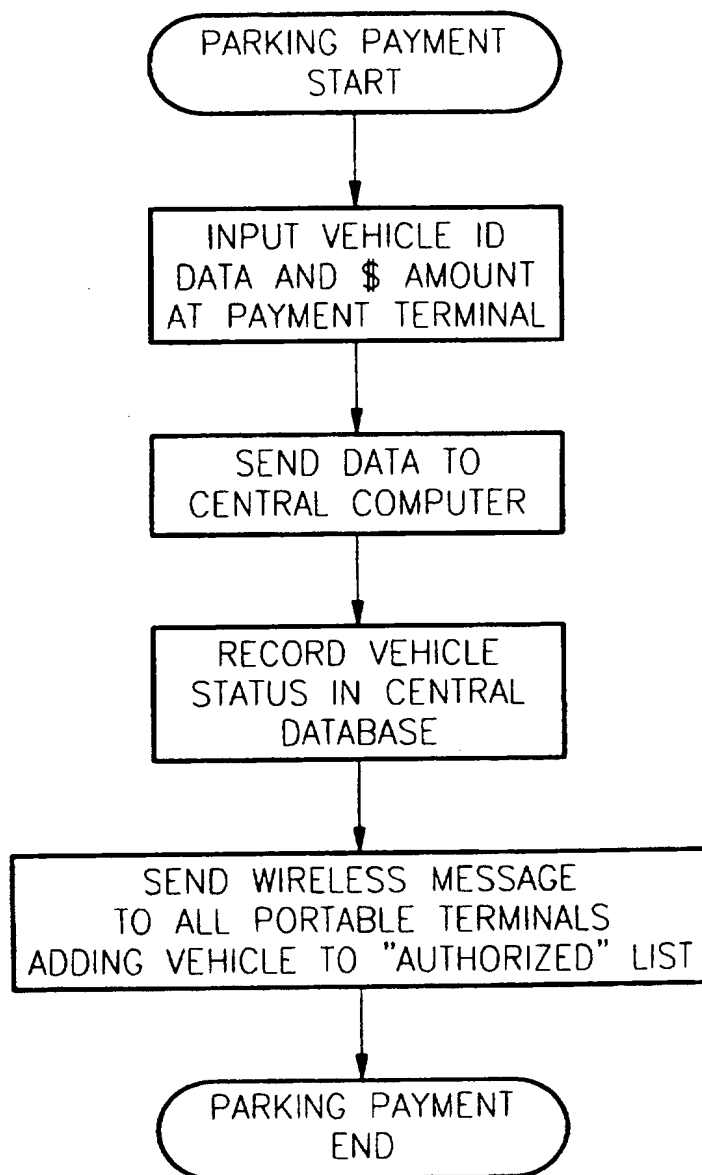 PARKING PAYMENT
START
INPUT VEHICLE ID
DATA AND $ AMOUNT
AT PAYMENT TERMINAL
SEND DATA TO
CENTRAL COMPUTER
RECORD VEHICLE
STATUS IN CENTRAL
DATABASE
SEND WIRELESS MESSAGE
TO ALL PORTABLE TERMINALS
ADDING VEHICLE TO "AUTHORIZED" LIST
PARKING PAYMENT
END